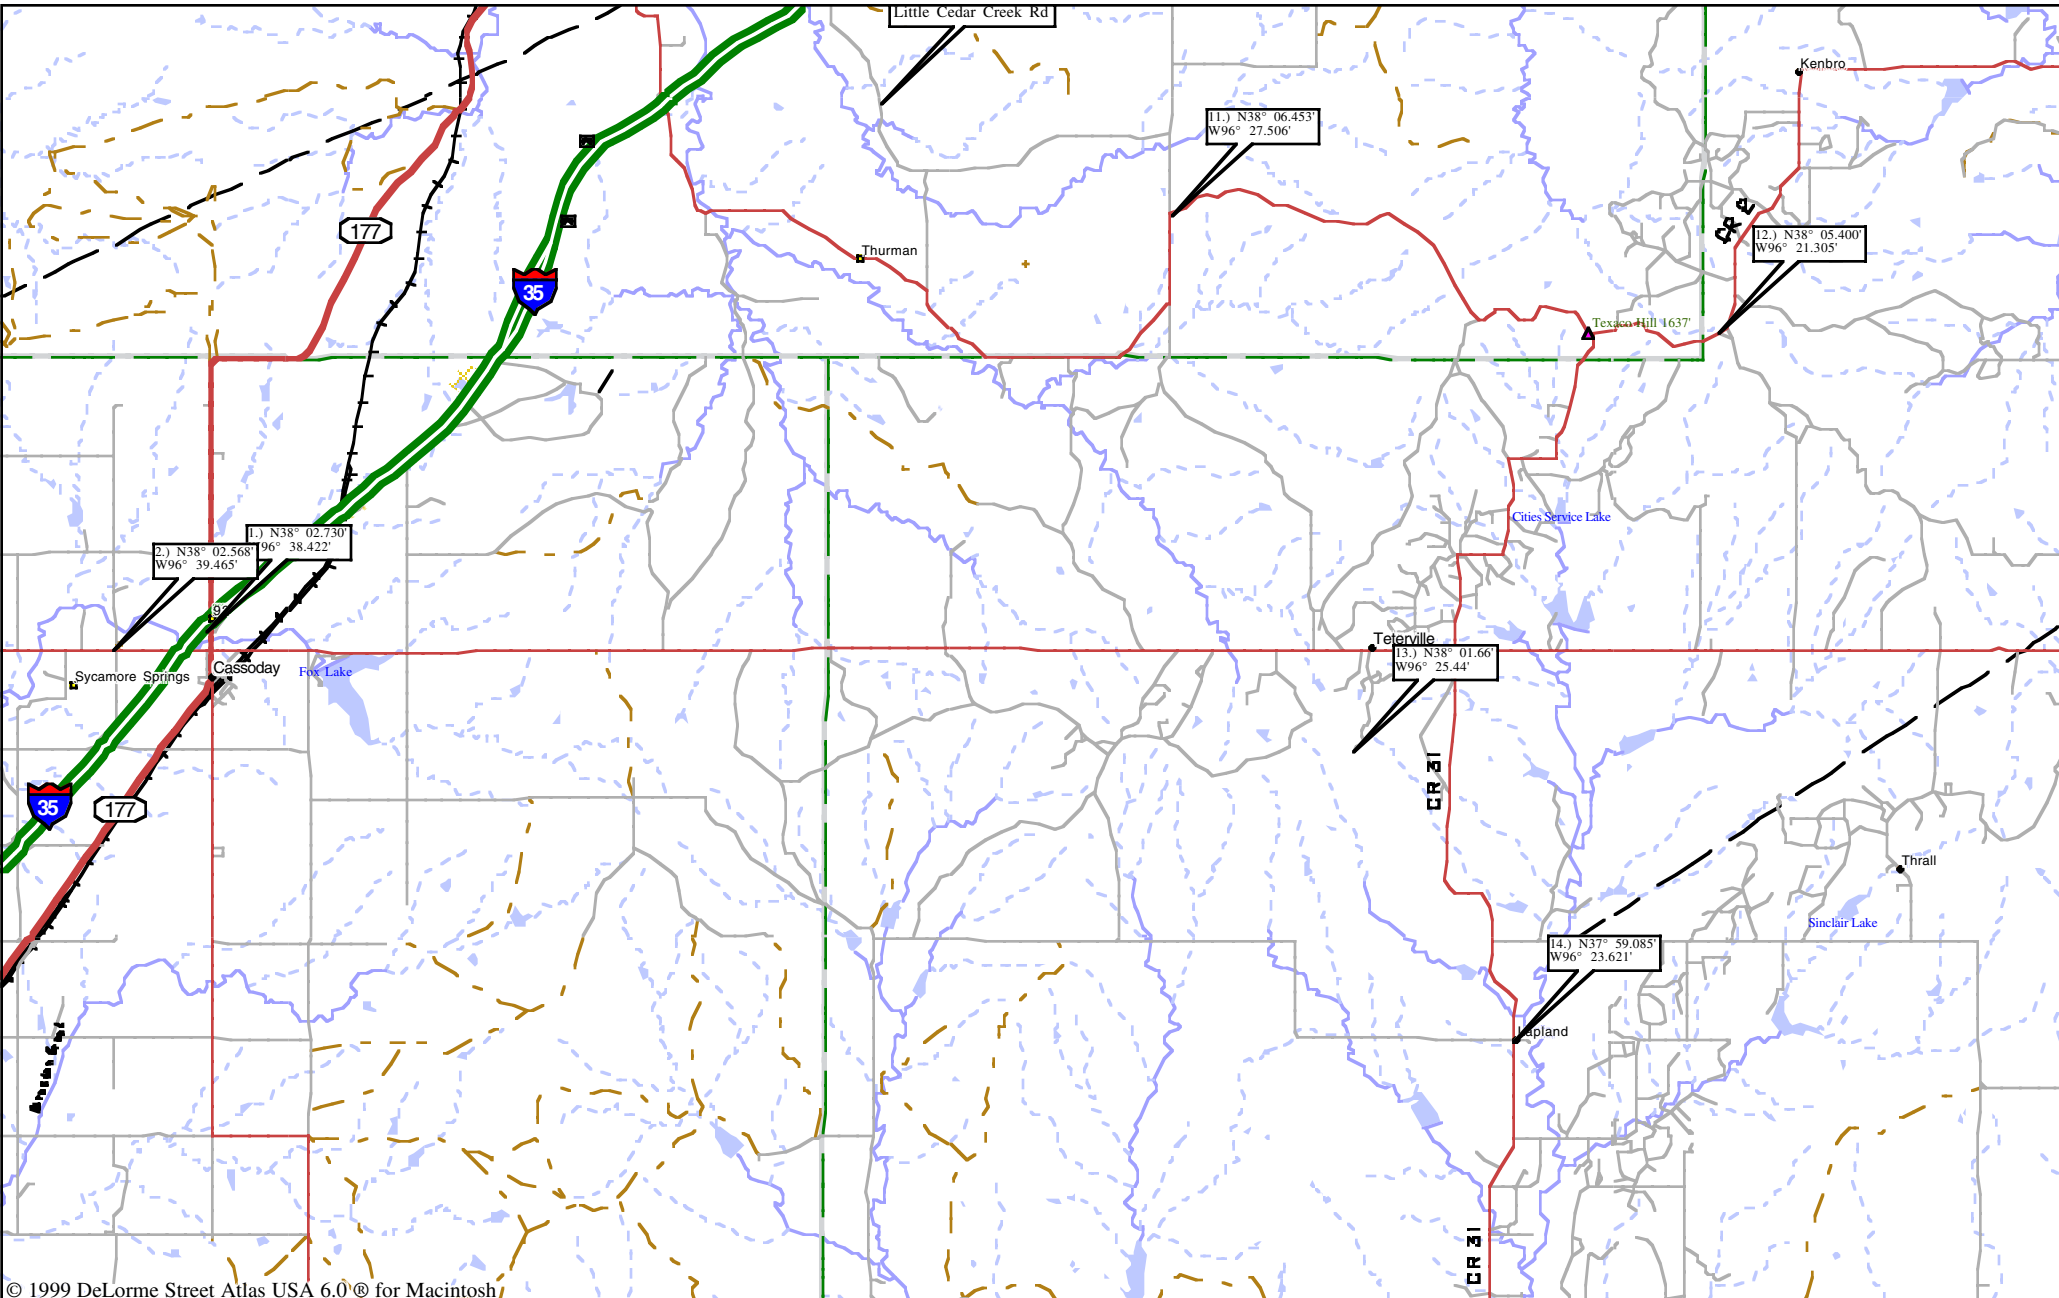 Little Cedar Creek Rd
Kenbro
11.) N38° 06.453'
W96° 27.506'
177
CR 2
12.) N38° 05.400'
W96° 21.305'
Thurman
35
Texaco Hill 1637'
Cities Service Lake
1.) N38° 02.730'
W96° 38.422'
2.) N38° 02.568'
W96° 39.465'
Teterville
13.) N38° 01.66'
W96° 25.44'
Cassoday
Fox Lake
Sycamore Springs
CR 31
35
177
Thrall
Sinclair Lake
14.) N37° 59.085'
W96° 23.621'
Lapland
CR 31
© 1999 DeLorme Street Atlas USA 6.0 ® for Macintosh